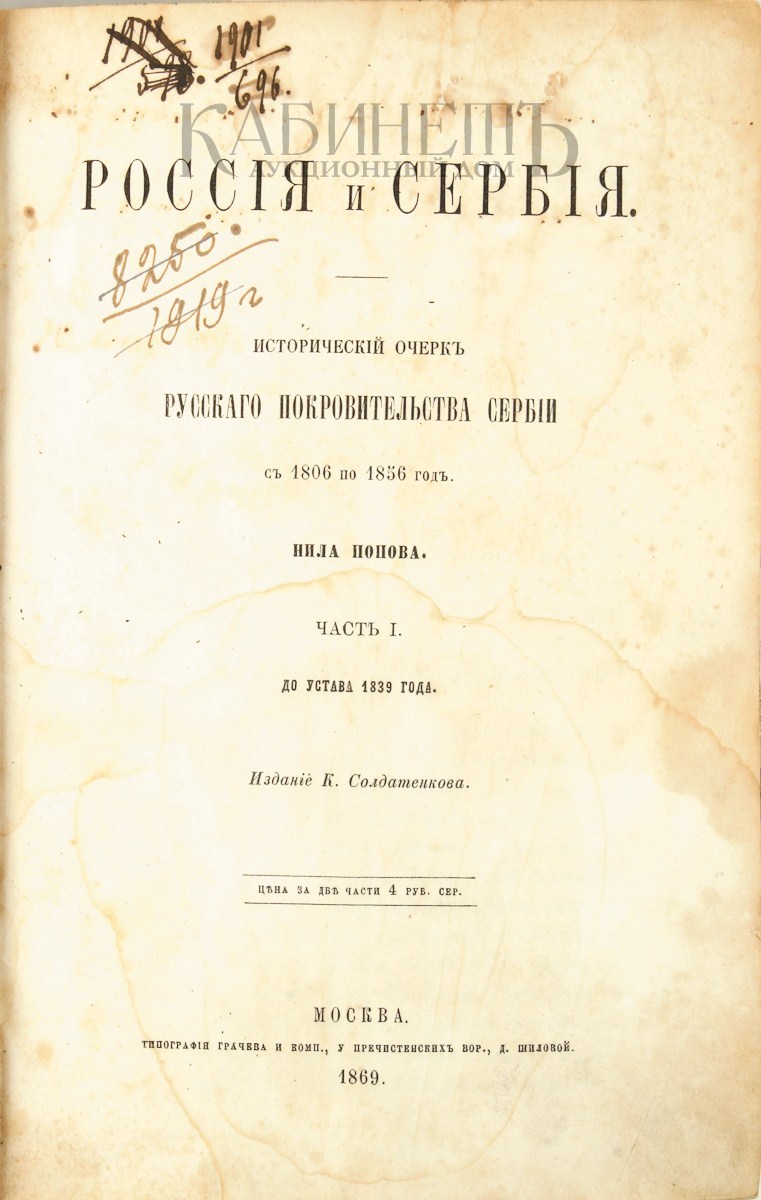 1901
1901
696.
КАБИНЕТЪ
АУКЦИОННЫЙ ДОМ
РОССІЯ и СЕРБІЯ.
8250.
1919 г
ИСТОРИЧЕСКІЙ ОЧЕРКЪ
РУССКАГО ПОКРОВИТЕЛЬСТВА СЕРБІИ
съ 1806 по 1856 годъ.
НИЛА ПОПОВА.
ЧАСТЬ I.
ДО УСТАВА 1839 ГОДА.
Изданіе К. Солдатенкова.
ЦѢНА ЗА ДВѢ ЧАСТИ 4 РУБ. СЕР.
МОСКВА.
ТИПОГРАФІЯ ГРАЧЕВА И КОМП., У ПРЕЧИСТЕНСКИХЪ ВОР., Д. ШИЛОВОЙ.
1869.